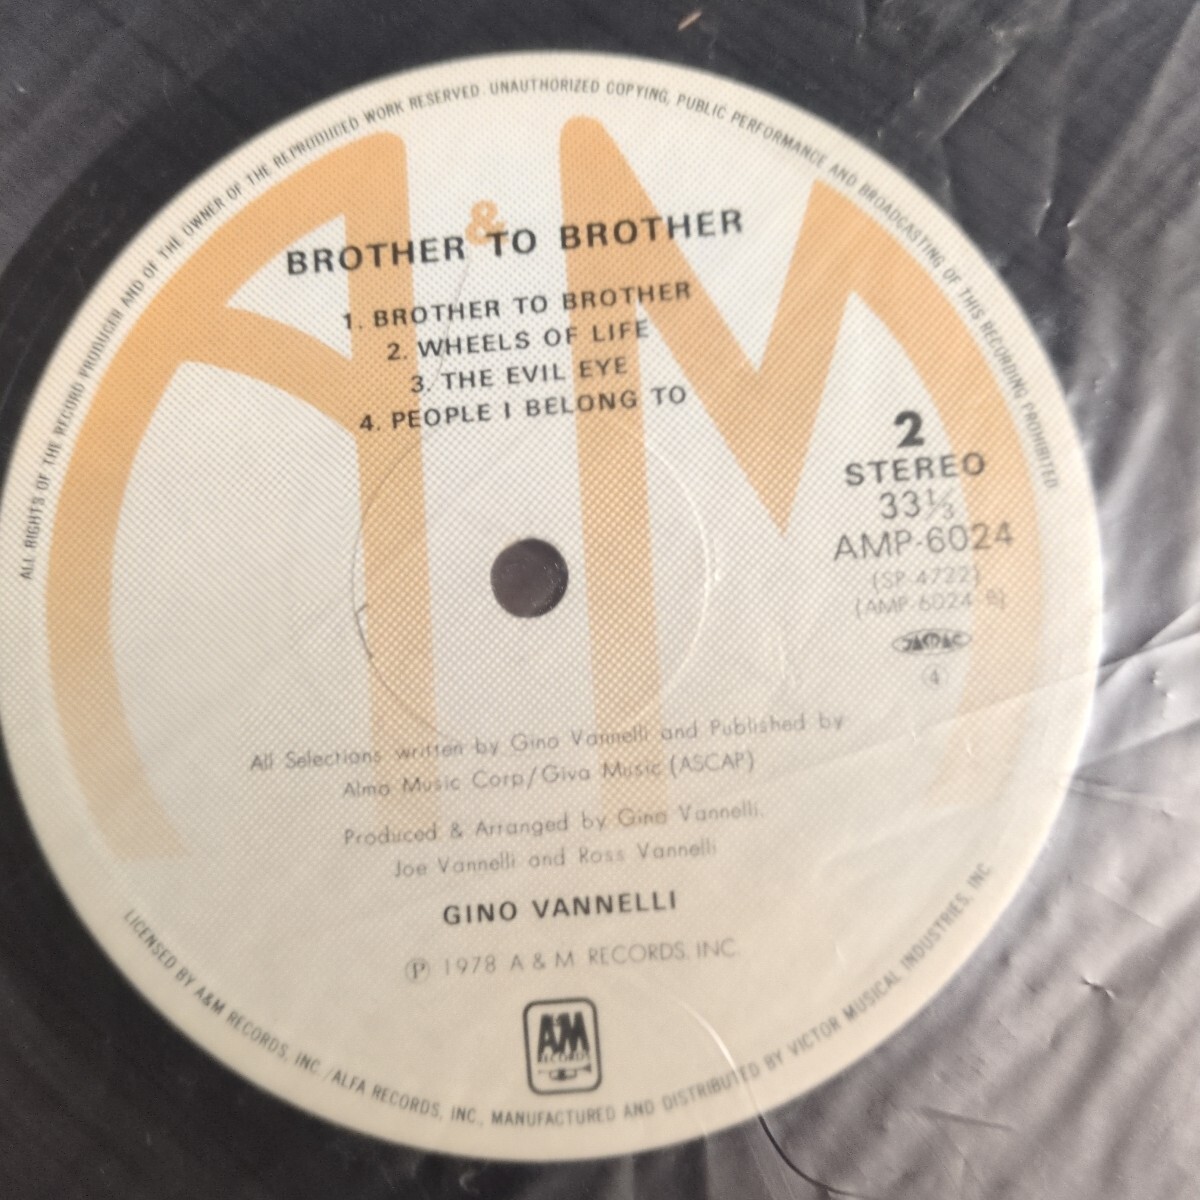 ALL RIGHTS OF THE RECORD PRODUCER AND OF THE OWNER OF THE REPRODUCED WORK RESERVED. UNAUTHORIZED COPYING, PUBLIC PERFORMANCE AND BROADCASTING OF THIS RECORDING PROHIBITED
&
BROTHER TO BROTHER
1. BROTHER TO BROTHER
2. WHEELS OF LIFE
3. THE EVIL EYE
4. PEOPLE I BELONG TO
2
STEREO
33⅓
AMP-6024
(SP-4722)
(AMP-6024-B)
④
All Selections written by Gino Vannelli and Published by
Alma Music Corp/Giva Music (ASCAP)
Produced & Arranged by Gino Vannelli,
Joe Vannelli and Ross Vannelli
GINO VANNELLI
Ⓟ 1978 A & M RECORDS, INC.
A&M
RECORDS
LICENSED BY A&M RECORDS, INC./ALFA RECORDS, INC., MANUFACTURED AND DISTRIBUTED BY VICTOR MUSICAL INDUSTRIES, INC.